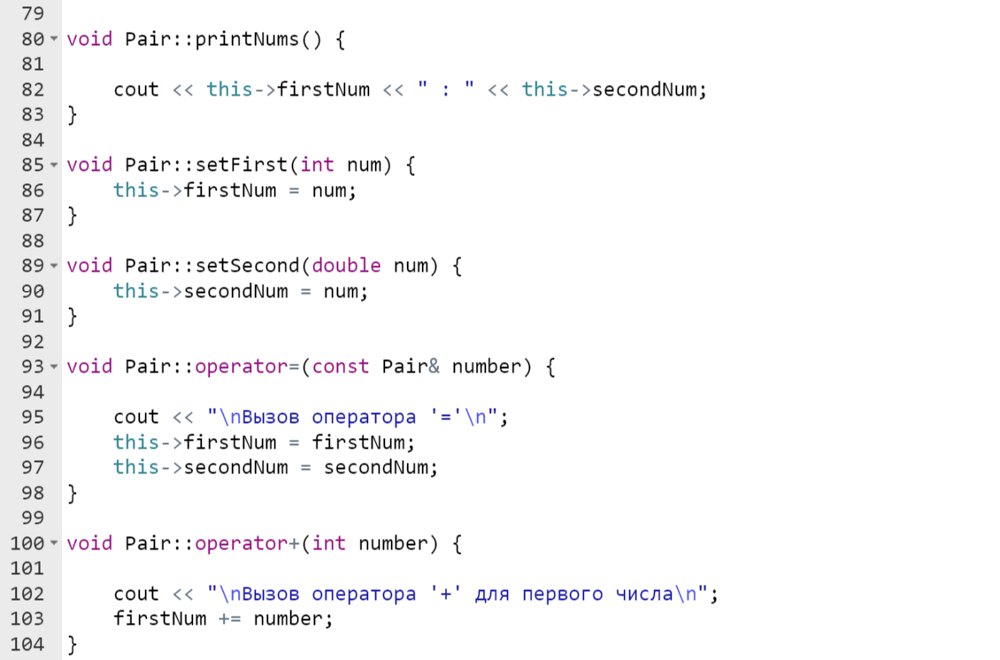 79
80 void Pair::printNums() {
81
82     cout << this->firstNum << " : " << this->secondNum;
83 }
84
85 void Pair::setFirst(int num) {
86     this->firstNum = num;
87 }
88
89 void Pair::setSecond(double num) {
90     this->secondNum = num;
91 }
92
93 void Pair::operator=(const Pair& number) {
94
95     cout << "\nВызов оператора '='\n";
96     this->firstNum = firstNum;
97     this->secondNum = secondNum;
98 }
99
100 void Pair::operator+(int number) {
101
102     cout << "\nВызов оператора '+' для первого числа\n";
103     firstNum += number;
104 }